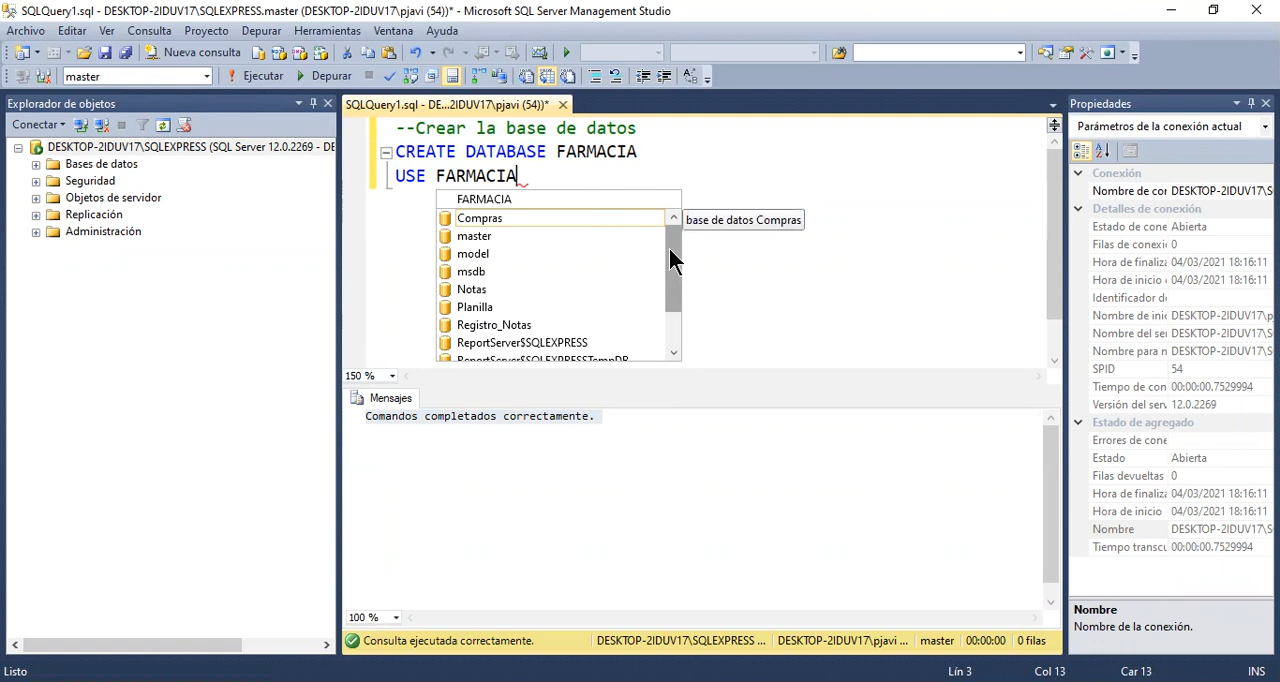 SQLQuery1.sql - DESKTOP-2IDUV17\SQLEXPRESS.master (DESKTOP-2IDUV17\pjavi (54))* - Microsoft SQL Server Management Studio
Archivo Editar Ver Consulta Proyecto Depurar Herramientas Ventana Ayuda
Nueva consulta
master Ejecutar Depurar
Explorador de objetos
Conectar
DESKTOP-2IDUV17\SQLEXPRESS (SQL Server 12.0.2269 - DE
Bases de datos
Seguridad
Objetos de servidor
Replicación
Administración
SQLQuery1.sql - DE...2IDUV17\pjavi (54))*
--Crear la base de datos
CREATE DATABASE FARMACIA
USE FARMACIA
FARMACIA
Compras
base de datos Compras
master
model
msdb
Notas
Planilla
Registro_Notas
ReportServer$SQLEXPRESS
ReportServer$SQLEXPRESSTempDB
150 %
Mensajes
Comandos completados correctamente.
100 %
Consulta ejecutada correctamente. DESKTOP-2IDUV17\SQLEXPRESS ... DESKTOP-2IDUV17\pjavi ... master 00:00:00 0 filas
Propiedades
Parámetros de la conexión actual
Conexión
Nombre de cor DESKTOP-2IDUV17\S
Detalles de conexión
Estado de cone Abierta
Filas de conexi 0
Hora de finaliz 04/03/2021 18:16:11
Hora de inicio 04/03/2021 18:16:11
Identificador de
Nombre de inic DESKTOP-2IDUV17\p
Nombre del ser DESKTOP-2IDUV17\S
Nombre para n DESKTOP-2IDUV17\S
SPID 54
Tiempo de con 00:00:00.7529994
Versión del serv 12.0.2269
Estado de agregado
Errores de cone
Estado Abierta
Filas devueltas 0
Hora de finaliz 04/03/2021 18:16:11
Hora de inicio 04/03/2021 18:16:11
Nombre DESKTOP-2IDUV17\S
Tiempo transcu 00:00:00.7529994
Nombre
Nombre de la conexión.
Listo Lín 3 Col 13 Car 13 INS